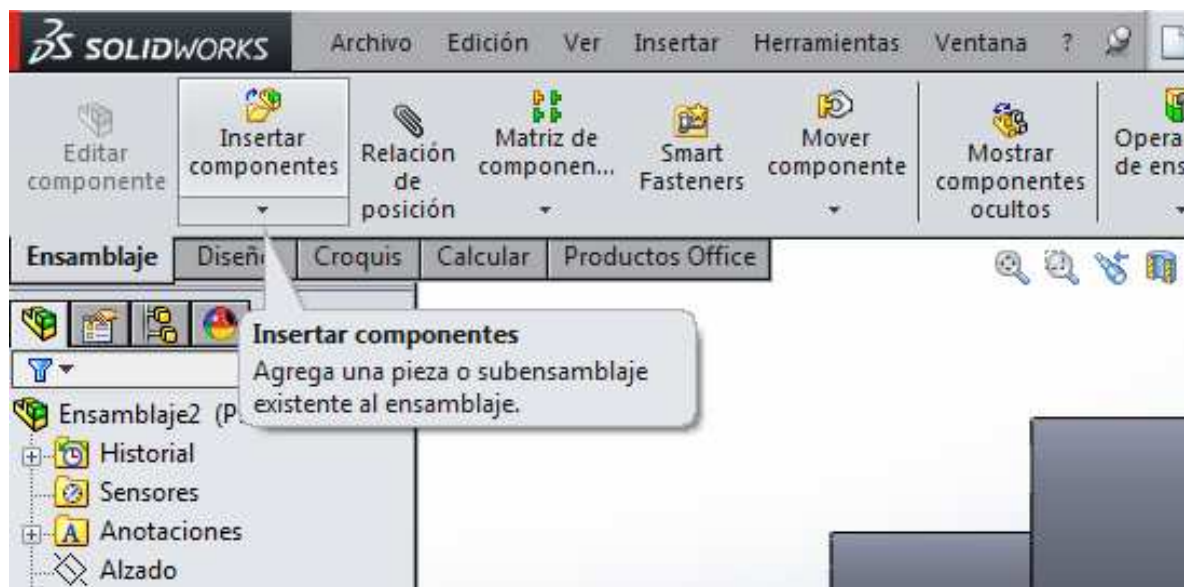 SOLIDWORKS Archivo Edición Ver Insertar Herramientas Ventana ?
Editar componente
Insertar componentes
Relación de posición
Matriz de componen...
Smart Fasteners
Mover componente
Mostrar componentes ocultos
Opera
de ens
Ensamblaje Diseñ Croquis Calcular Productos Office
Insertar componentes
Agrega una pieza o subensamblaje
existente al ensamblaje.
Ensamblaje2 (P
Historial
Sensores
Anotaciones
Alzado